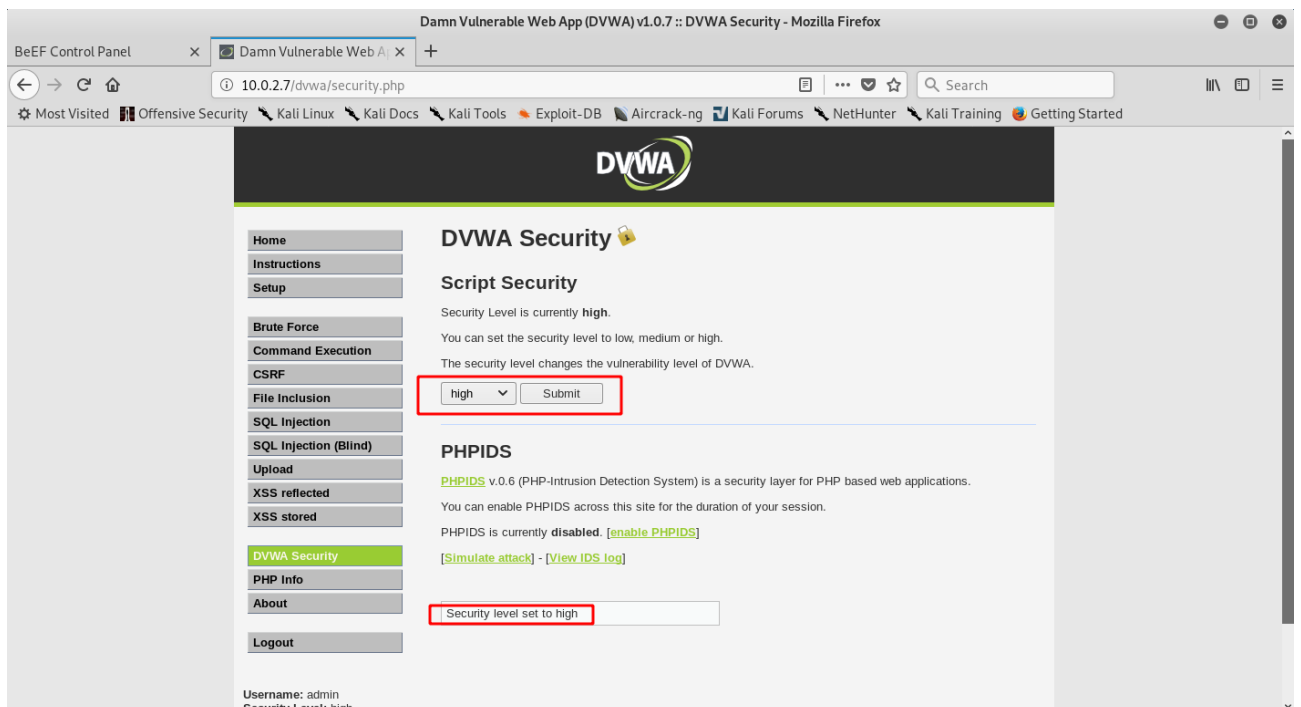 Damn Vulnerable Web App (DVWA) v1.0.7 :: DVWA Security - Mozilla Firefox
BeEF Control Panel
Damn Vulnerable Web A
10.0.2.7/dvwa/security.php
Search
Most Visited Offensive Security Kali Linux Kali Docs Kali Tools Exploit-DB Aircrack-ng Kali Forums NetHunter Kali Training Getting Started
DVWA
Home
Instructions
Setup
Brute Force
Command Execution
CSRF
File Inclusion
SQL Injection
SQL Injection (Blind)
Upload
XSS reflected
XSS stored
DVWA Security
PHP Info
About
Logout
Username: admin
Security Level: high
DVWA Security
Script Security
Security Level is currently high.
You can set the security level to low, medium or high.
The security level changes the vulnerability level of DVWA.
high Submit
PHPIDS
PHPIDS v.0.6 (PHP-Intrusion Detection System) is a security layer for PHP based web applications.
You can enable PHPIDS across this site for the duration of your session.
PHPIDS is currently disabled. [enable PHPIDS]
[Simulate attack] - [View IDS log]
Security level set to high